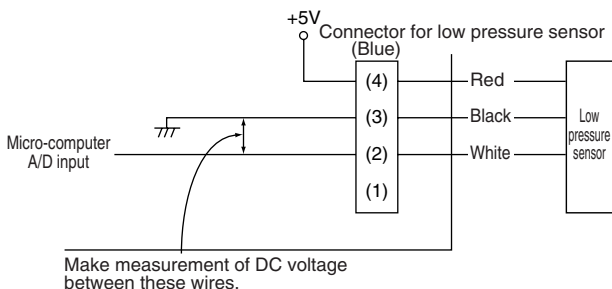 +5V
Connector for low pressure sensor
(Blue)
(4)
Red
(3)
Black
Micro-computer
A/D input
(2)
White
(1)
Low
pressure
sensor
Make measurement of DC voltage
between these wires.